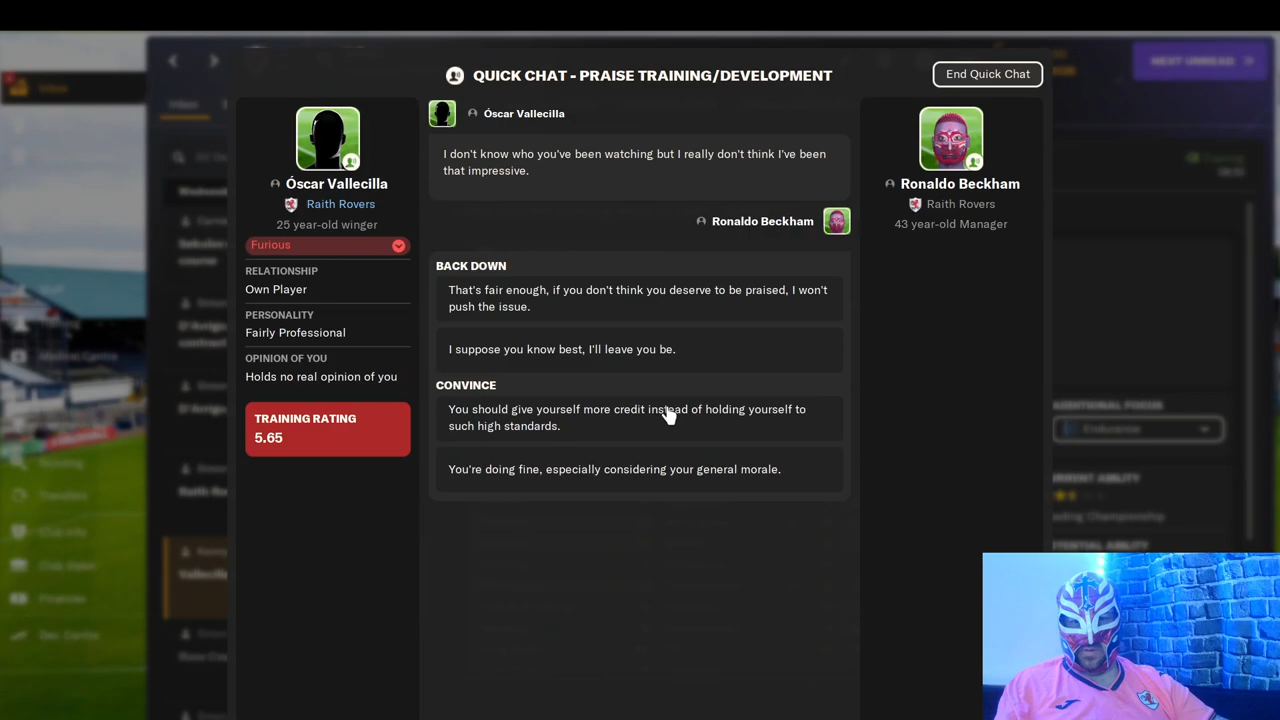 NEXT UNREAD
QUICK CHAT - PRAISE TRAINING/DEVELOPMENT
End Quick Chat
Óscar Vallecilla
I don't know who you've been watching but I really don't think I've been
that impressive.
Óscar Vallecilla
Raith Rovers
25 year-old winger
Furious
RELATIONSHIP
Own Player
PERSONALITY
Fairly Professional
OPINION OF YOU
Holds no real opinion of you
TRAINING RATING
5.65
Ronaldo Beckham
BACK DOWN
That's fair enough, if you don't think you deserve to be praised, I won't
push the issue.
I suppose you know best, I'll leave you be.
CONVINCE
You should give yourself more credit instead of holding yourself to
such high standards.
You're doing fine, especially considering your general morale.
Ronaldo Beckham
Raith Rovers
43 year-old Manager
Endurance